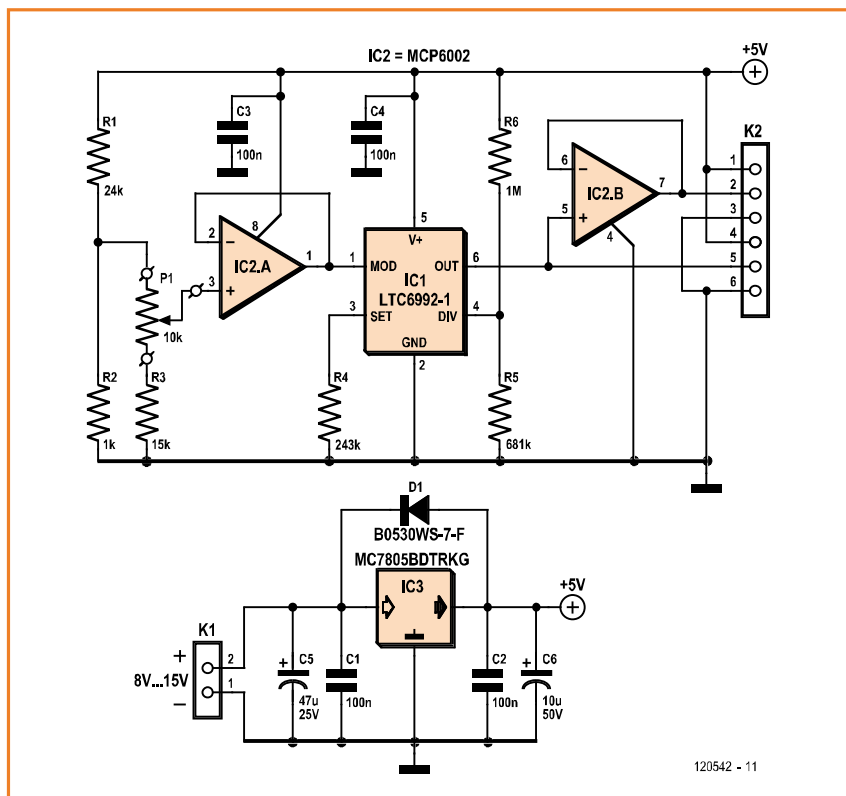 IC2 = MCP6002
+5V
R1
24k
C3
100n
C4
100n
R6
1M
K2
6
7
5
IC2.B
4
1
2
3
4
5
6
2
8
1
3
IC2.A
P1
10k
5
V+
1
MOD
OUT
6
IC1
LTC6992-1
3
SET
DIV
4
GND
2
R2
1k
R3
15k
R4
243k
R5
681k
D1
B0530WS-7-F
MC7805BDTRKG
IC3
+5V
K1
+
2
8V...15V
1
–
C5
47u
25V
C1
100n
C2
100n
C6
10u
50V
120542 - 11